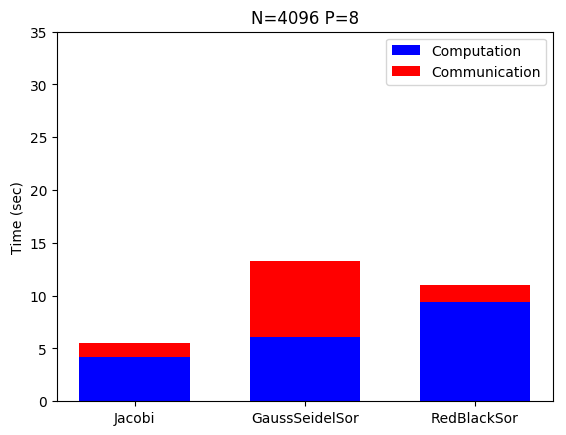 N=4096 P=8
Computation
Communication
Time (sec)
35
30
25
20
15
10
5
0
Jacobi GaussSeidelSor RedBlackSor